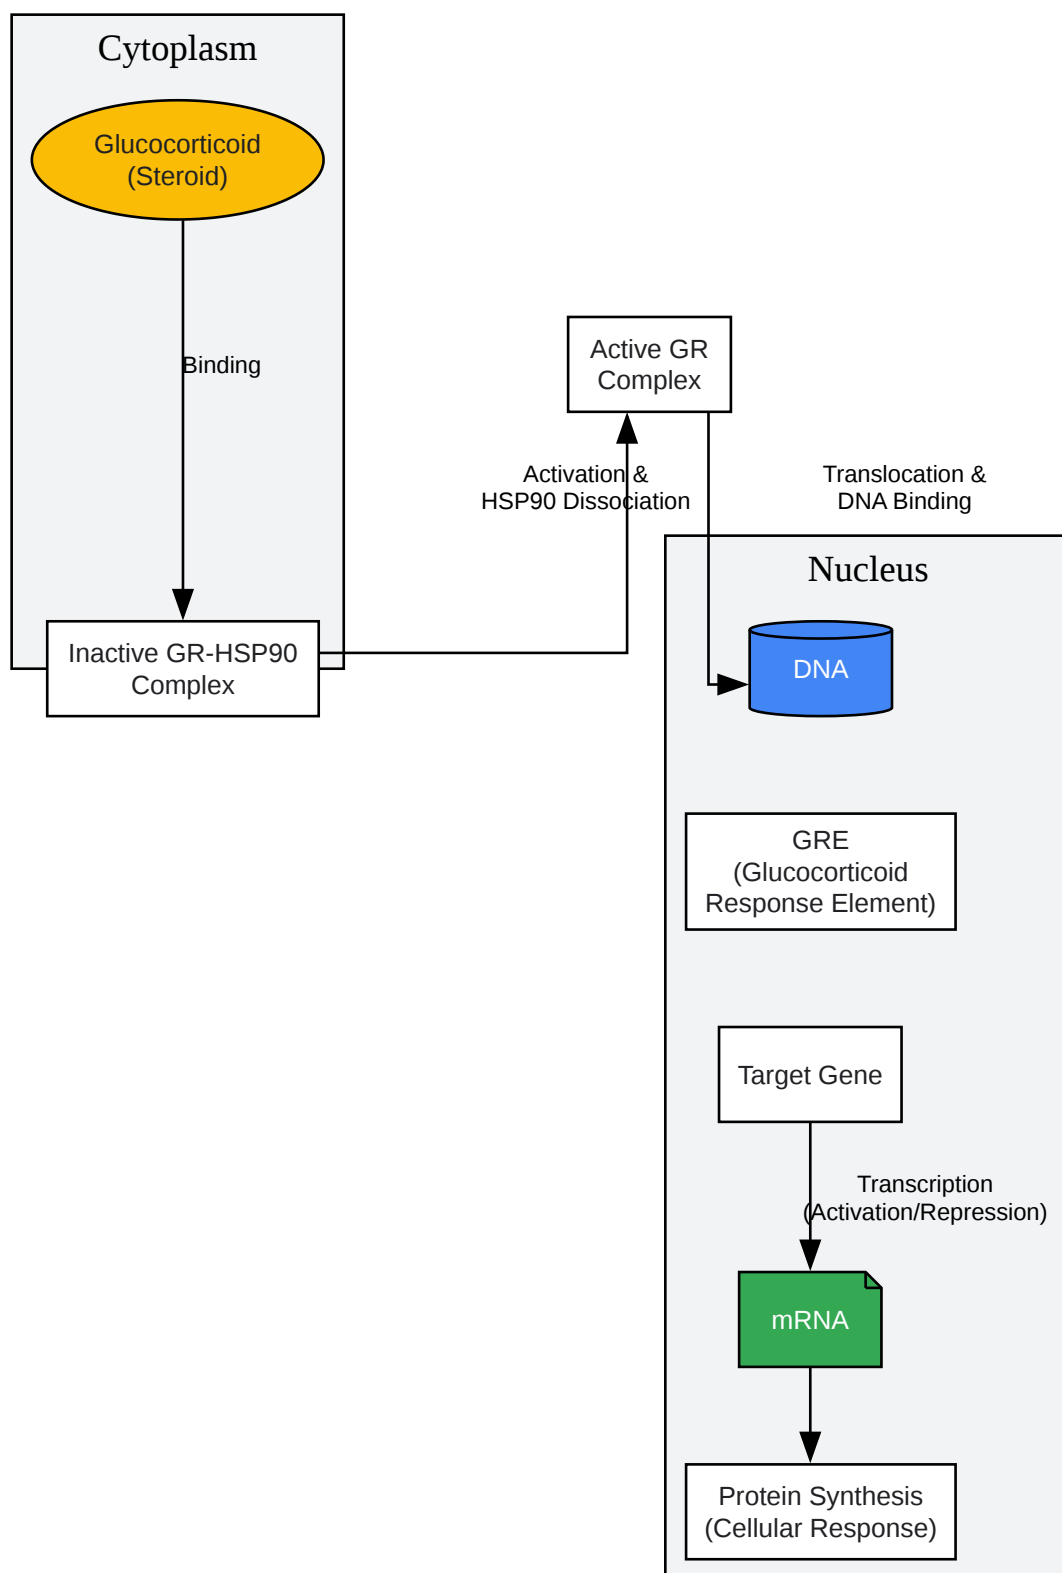 Cytoplasm
Glucocorticoid
(Steroid)
Binding
Inactive GR-HSP90
Complex
Active GR
Complex
Activation &
HSP90 Dissociation
Translocation &
DNA Binding
Nucleus
DNA
GRE
(Glucocorticoid
Response Element)
Target Gene
Transcription
(Activation/Repression)
mRNA
Protein Synthesis
(Cellular Response)